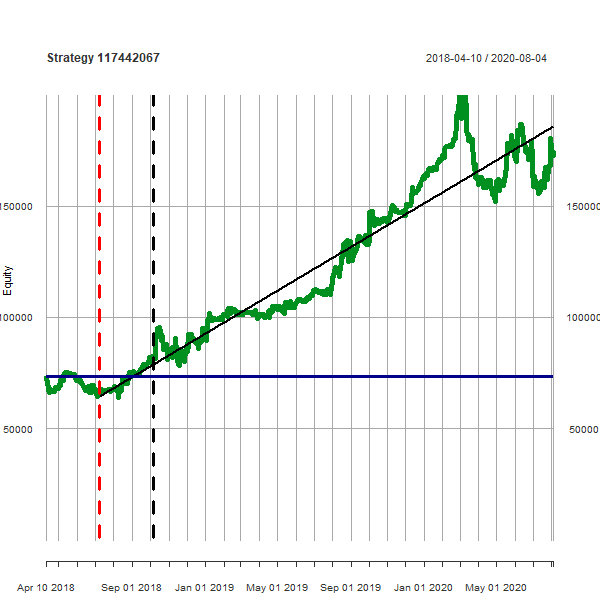 Strategy 117442067
2018-04-10 / 2020-08-04
150000
150000
Equity
100000
100000
50000
50000
Apr 10 2018
Sep 01 2018
Jan 01 2019
May 01 2019
Sep 01 2019
Jan 01 2020
May 01 2020